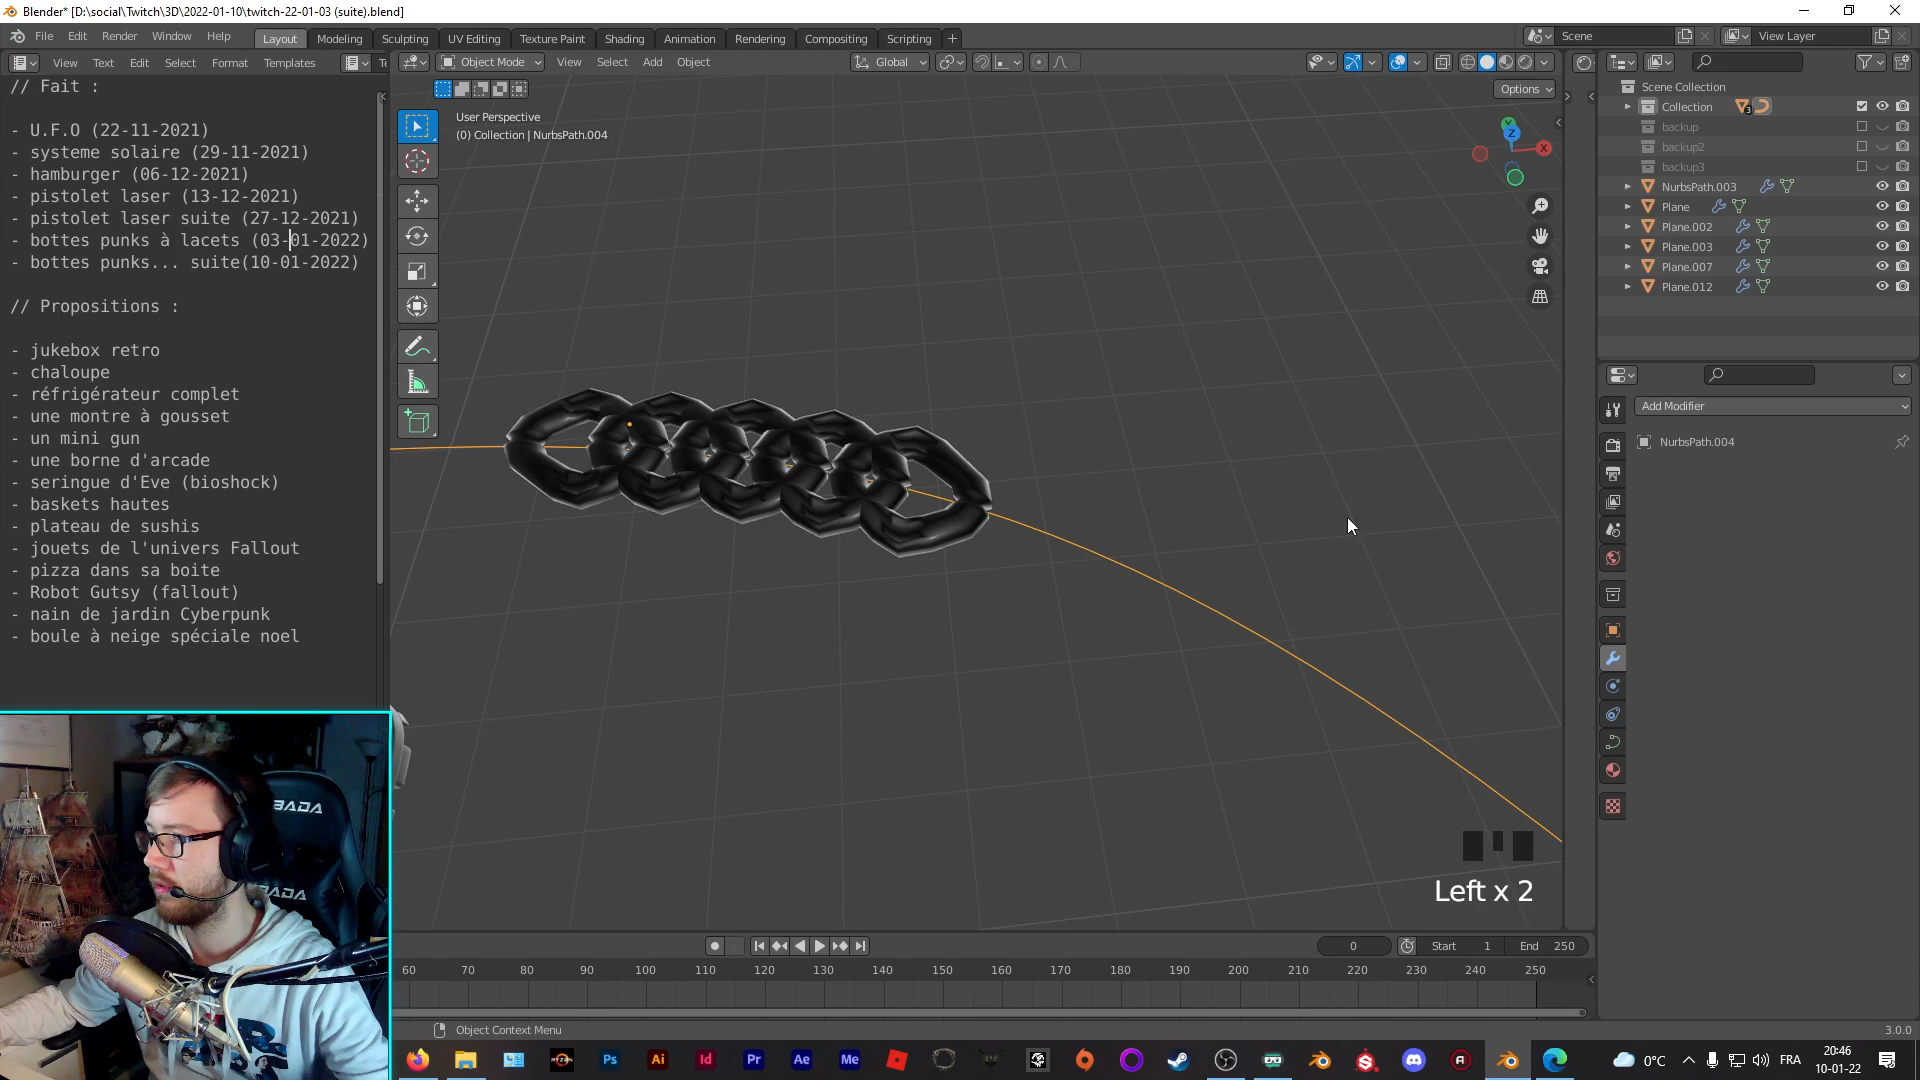 Blender* [D:\social\Twitch\3D\2022-01-10\twitch-22-01-03 (suite).blend]
File Edit Render Window Help Layout Modeling Sculpting UV Editing Texture Paint Shading Animation Rendering Compositing Scripting + Scene View Layer
View Text Edit Select Format Templates Te Object Mode View Select Add Object Global
Options
// Fait :
- U.F.O (22-11-2021)
- systeme solaire (29-11-2021)
- hamburger (06-12-2021)
- pistolet laser (13-12-2021)
- pistolet laser suite (27-12-2021)
- bottes punks à lacets (03-01-2022)
- bottes punks... suite(10-01-2022)
// Propositions :
- jukebox retro
- chaloupe
- réfrigérateur complet
- une montre à gousset
- un mini gun
- une borne d'arcade
- seringue d'Eve (bioshock)
- baskets hautes
- plateau de sushis
- jouets de l'univers Fallout
- pizza dans sa boite
- Robot Gutsy (fallout)
- nain de jardin Cyberpunk
- boule à neige spéciale noel
User Perspective
(0) Collection | NurbsPath.004
Y
Z
X
Scene Collection
Collection 3
backup
backup2
backup3
NurbsPath.003
Plane
Plane.002
Plane.003
Plane.007
Plane.012
Add Modifier
NurbsPath.004
Left x 2
BADA
ADA
0 Start 1 End 250
60 70 80 90 100 110 120 130 140 150 160 170 180 190 200 210 220 230 240 250
Object Context Menu
3.0.0
RYZEN Ps Ai Id Pr Ae Me
0°C FRA
20:46
10-01-22